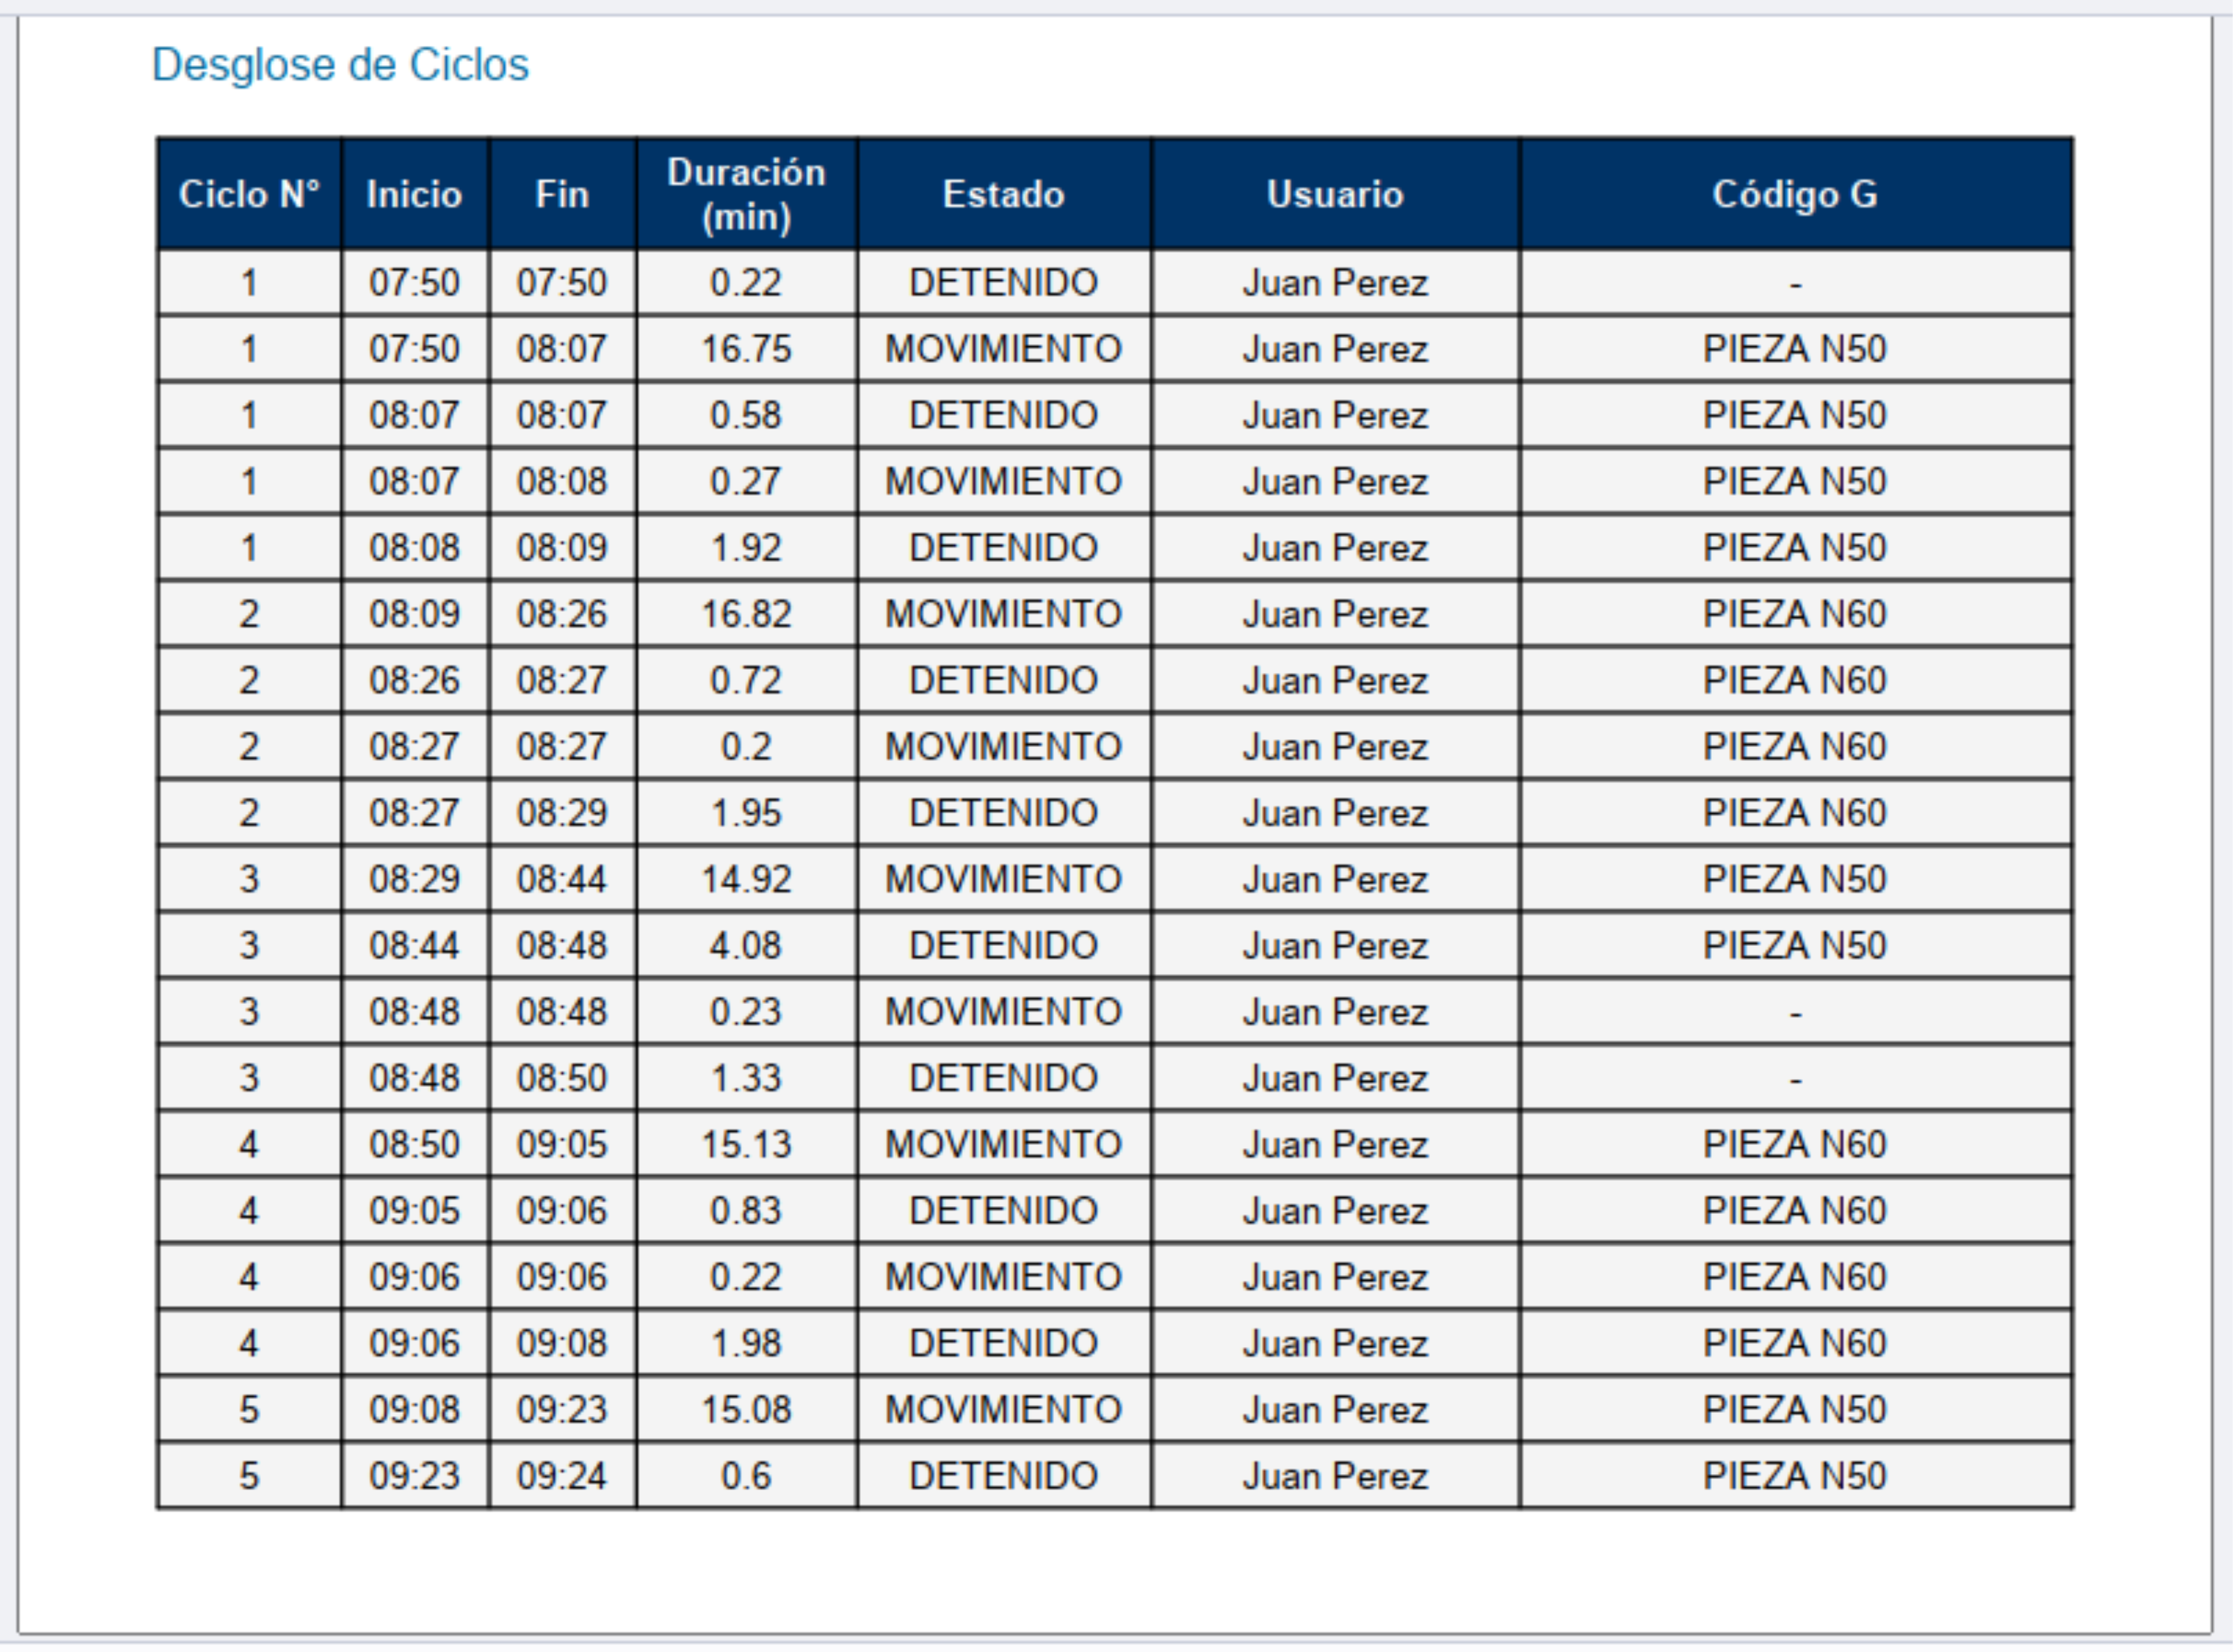 Desglose de Ciclos
Ciclo N° Inicio Fin Duración (min) Estado Usuario Código G
1 07:50 07:50 0.22 DETENIDO Juan Perez -
1 07:50 08:07 16.75 MOVIMIENTO Juan Perez PIEZA N50
1 08:07 08:07 0.58 DETENIDO Juan Perez PIEZA N50
1 08:07 08:08 0.27 MOVIMIENTO Juan Perez PIEZA N50
1 08:08 08:09 1.92 DETENIDO Juan Perez PIEZA N50
2 08:09 08:26 16.82 MOVIMIENTO Juan Perez PIEZA N60
2 08:26 08:27 0.72 DETENIDO Juan Perez PIEZA N60
2 08:27 08:27 0.2 MOVIMIENTO Juan Perez PIEZA N60
2 08:27 08:29 1.95 DETENIDO Juan Perez PIEZA N60
3 08:29 08:44 14.92 MOVIMIENTO Juan Perez PIEZA N50
3 08:44 08:48 4.08 DETENIDO Juan Perez PIEZA N50
3 08:48 08:48 0.23 MOVIMIENTO Juan Perez -
3 08:48 08:50 1.33 DETENIDO Juan Perez -
4 08:50 09:05 15.13 MOVIMIENTO Juan Perez PIEZA N60
4 09:05 09:06 0.83 DETENIDO Juan Perez PIEZA N60
4 09:06 09:06 0.22 MOVIMIENTO Juan Perez PIEZA N60
4 09:06 09:08 1.98 DETENIDO Juan Perez PIEZA N60
5 09:08 09:23 15.08 MOVIMIENTO Juan Perez PIEZA N50
5 09:23 09:24 0.6 DETENIDO Juan Perez PIEZA N50